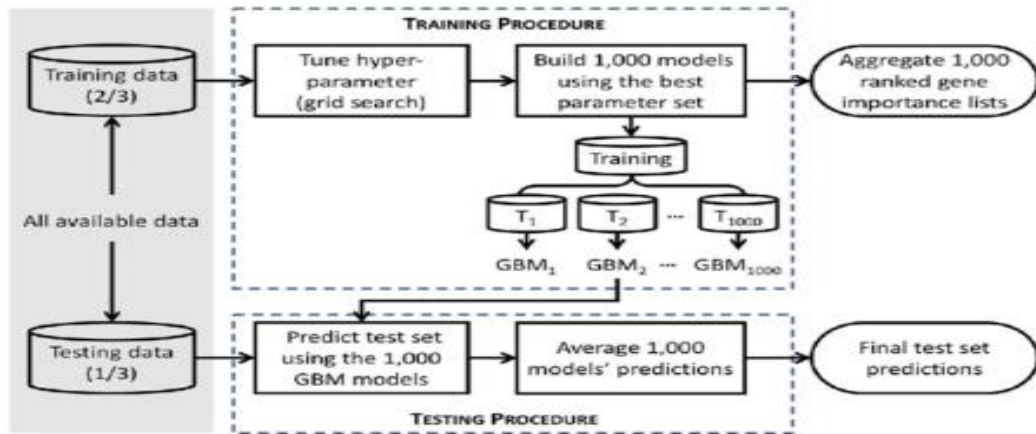 TRAINING PROCEDURE
Training data
(2/3)
Tune hyper-
parameter
(grid search)
Build 1,000 models
using the best
parameter set
Aggregate 1,000
ranked gene
importance lists
Training
T₁
T₂
...
T₁₀₀₀
GBM₁
GBM₂
...
GBM₁₀₀₀
All available data
Testing data
(1/3)
Predict test set
using the 1,000
GBM models
Average 1,000
models' predictions
Final test set
predictions
TESTING PROCEDURE